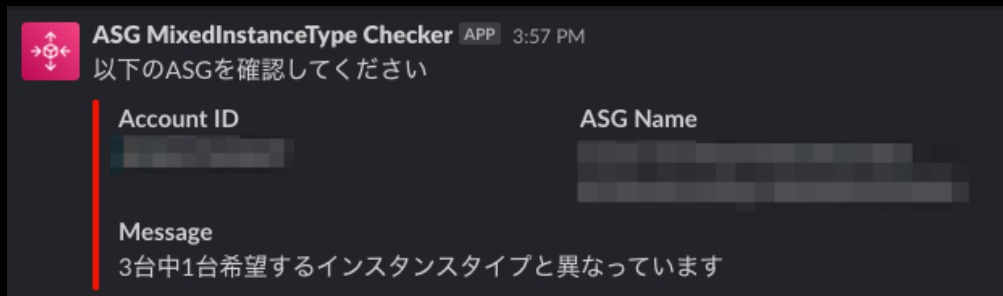 ASG MixedInstanceType Checker APP 3:57 PM
以下のASGを確認してください
Account ID
ASG Name
Message
3台中1台希望するインスタンスタイプと異なっています